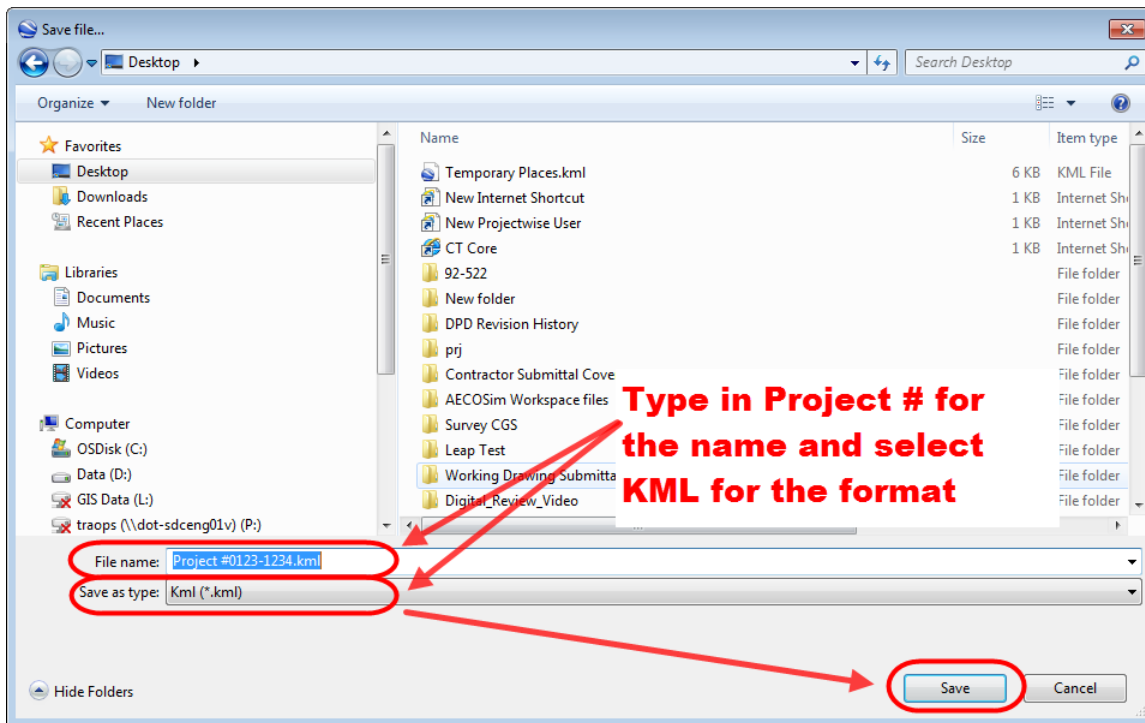 Save file...
Desktop
Search Desktop
Organize
New folder
Favorites
Desktop
Downloads
Recent Places
Libraries
Documents
Music
Pictures
Videos
Computer
OSDisk (C:)
Data (D:)
GIS Data (L:)
traops (\\dot-sdceng01v) (P:)
Name Size Item type
Temporary Places.kml 6 KB KML File
New Internet Shortcut 1 KB Internet Sh
New Projectwise User 1 KB Internet Sh
CT Core 1 KB Internet Sh
92-522 File folder
New folder File folder
DPD Revision History File folder
prj File folder
Contractor Submittal Cove File folder
AECOSim Workspace files File folder
Survey CGS File folder
Leap Test File folder
Working Drawing Submitta File folder
Digital_Review_Video File folder
Type in Project # for
the name and select
KML for the format
File name: Project #0123-1234.kml
Save as type: Kml (*.kml)
Hide Folders
Save
Cancel